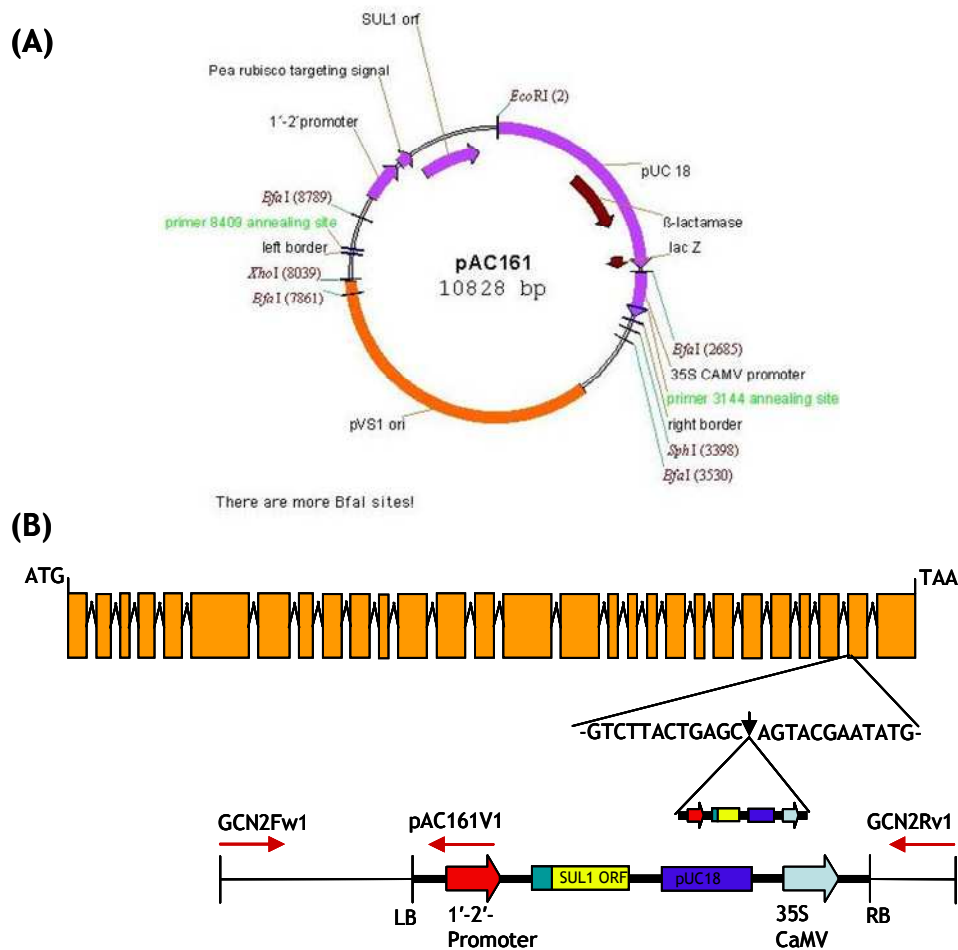 (A)
SUL1 orf
Pea rubisco targeting signal
EcoRI (2)
1'-2'promoter
pUC 18
BfaI (8789)
ß-lactamase
primer 8409 annealing site
lac Z
left border
pAC161
XhoI (8039)
10828 bp
BfaI (7861)
BfaI (2685)
35S CAMV promoter
primer 3144 annealing site
right border
pVS1 ori
SphI (3398)
BfaI (3530)
There are more BfaI sites!
(B)
ATG
TAA
-GTCTTACTGAGC AGTACGAATATG-
GCN2Fw1
pAC161V1
GCN2Rv1
SUL1 ORF
pUC18
LB
1'-2'-
Promoter
35S
CaMV
RB